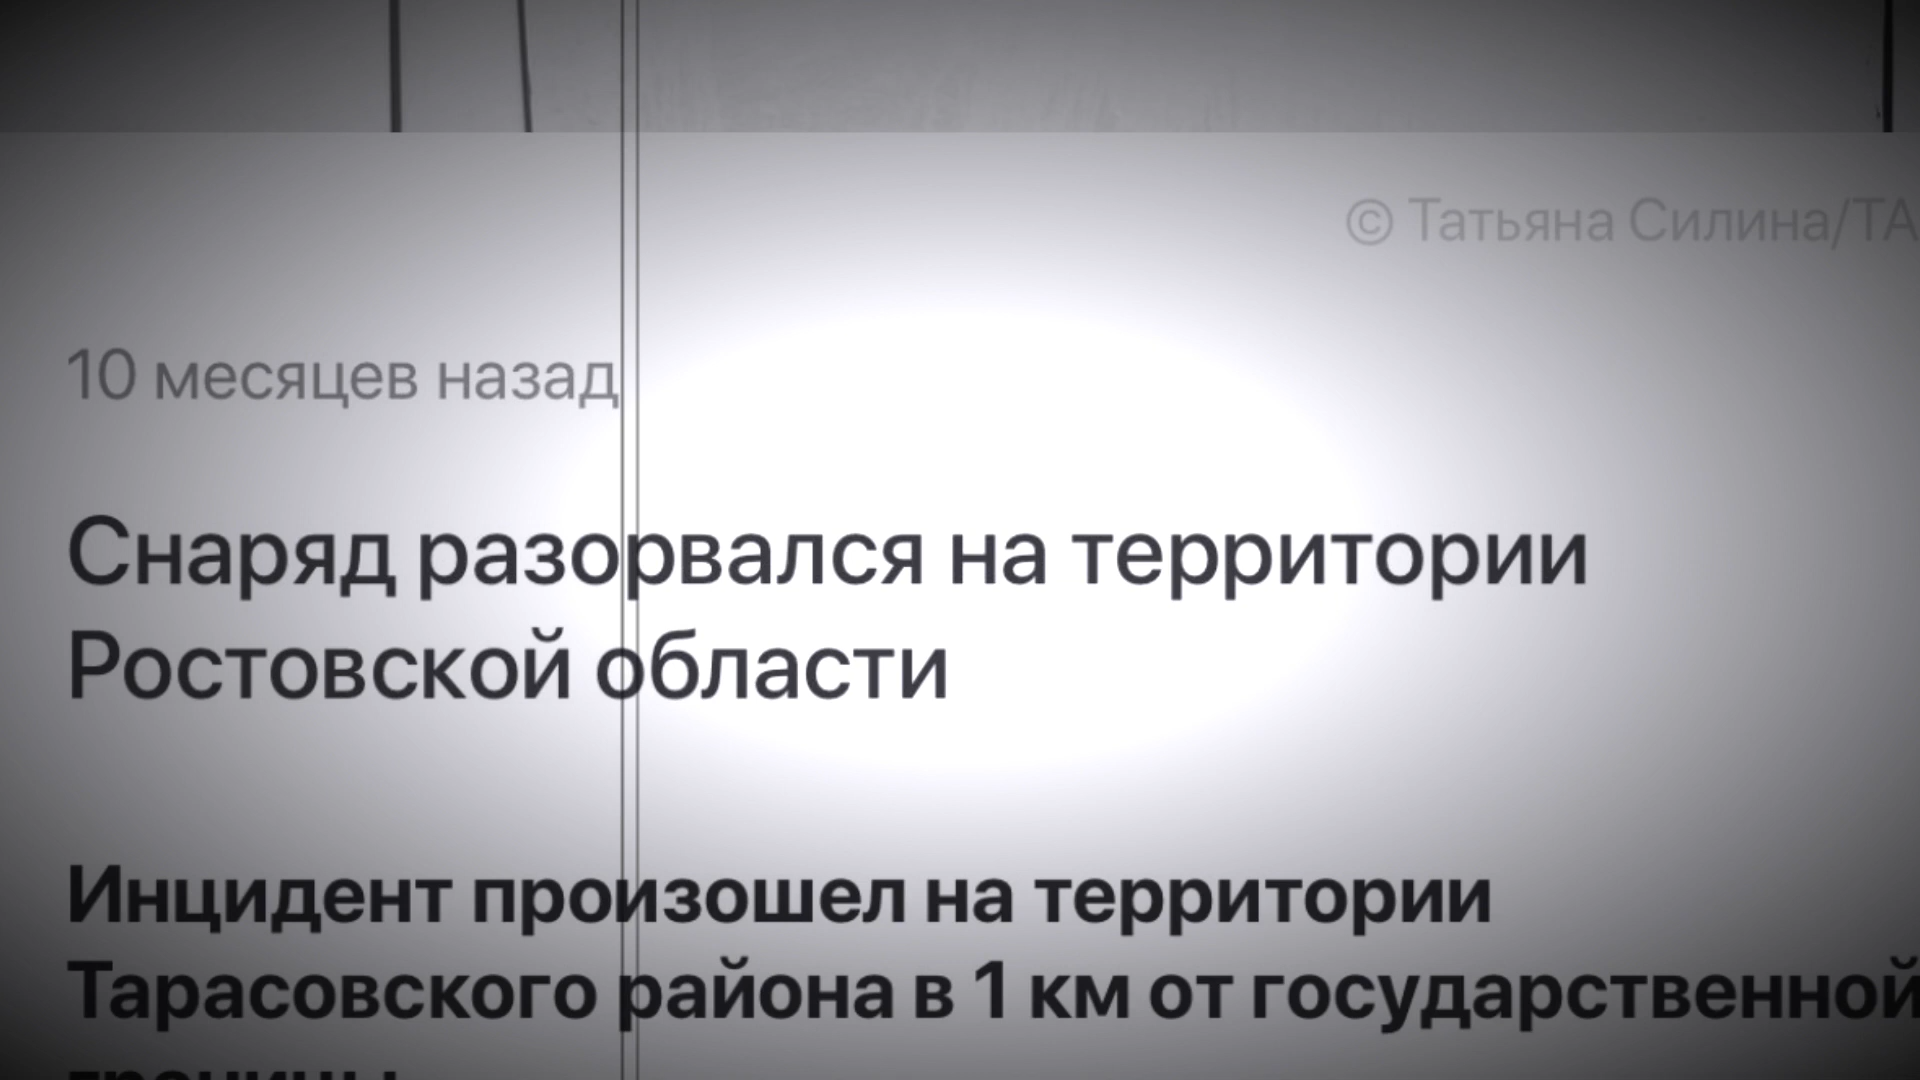 © Татьяна Силина/ТА
10 месяцев назад
Снаряд разорвался на территории
Ростовской области
Инцидент произошел на территории
Тарасовского района в 1 км от государственной
границы